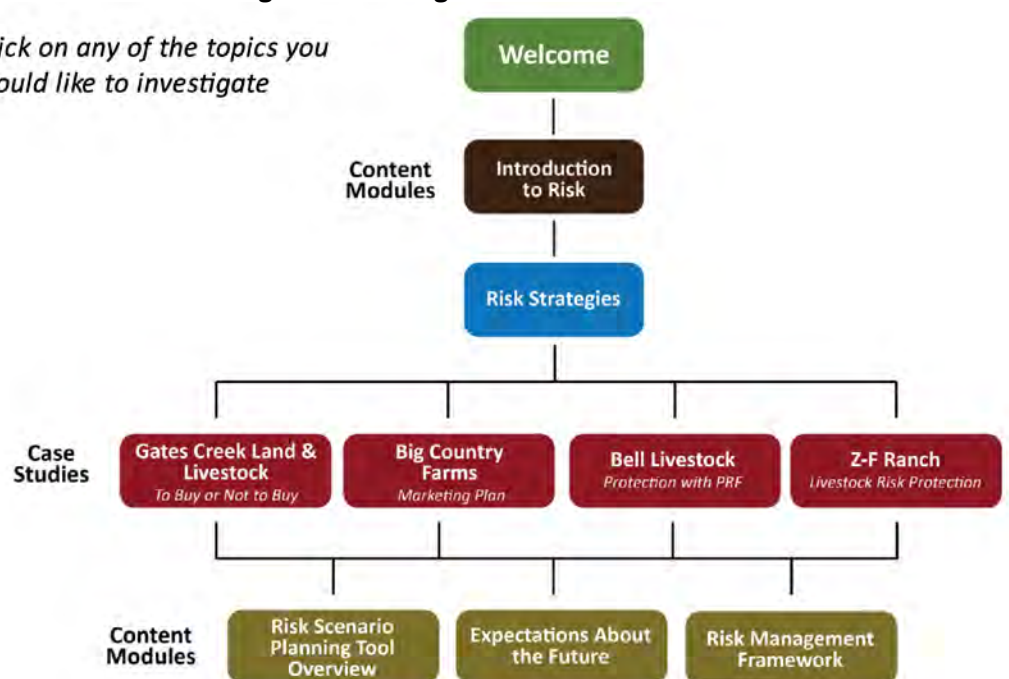 ick on any of the topics you
ould like to investigate
Welcome
Content
Modules
Introduction
to Risk
Risk Strategies
Case
Studies
Gates Creek Land &
Livestock
To Buy or Not to Buy
Big Country
Farms
Marketing Plan
Bell Livestock
Protection with PRF
Z-F Ranch
Livestock Risk Protection
Content
Modules
Risk Scenario
Planning Tool
Overview
Expectations About
the Future
Risk Management
Framework